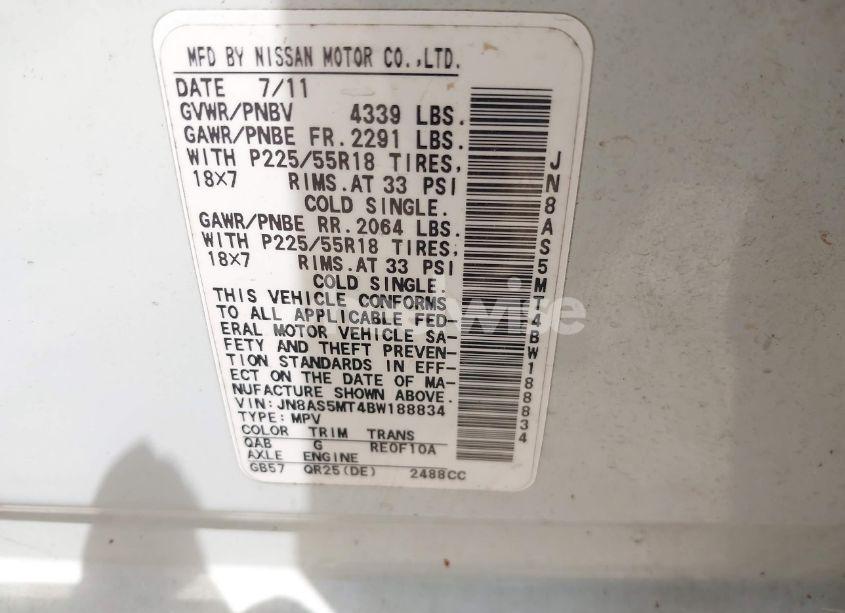 MFD BY NISSAN MOTOR CO.,LTD.
DATE 7/11
GVWR/PNBV 4339 LBS.
GAWR/PNBE FR.2291 LBS.
WITH P225/55R18 TIRES,
18X7 RIMS.AT 33 PSI
COLD SINGLE.
GAWR/PNBE RR.2064 LBS.
WITH P225/55R18 TIRES,
18X7 RIMS.AT 33 PSI
COLD SINGLE.
THIS VEHICLE CONFORMS
TO ALL APPLICABLE FED-
ERAL MOTOR VEHICLE SA-
FETY AND THEFT PREVEN-
TION STANDARDS IN EFF-
ECT ON THE DATE OF MA-
NUFACTURE SHOWN ABOVE.
VIN: JN8AS5MT4BW188834
TYPE: MPV
COLOR TRIM TRANS
QAB G RE0F10A
AXLE ENGINE
GB57 QR25(DE) 2488CC
JN8AS5MT4BW188834